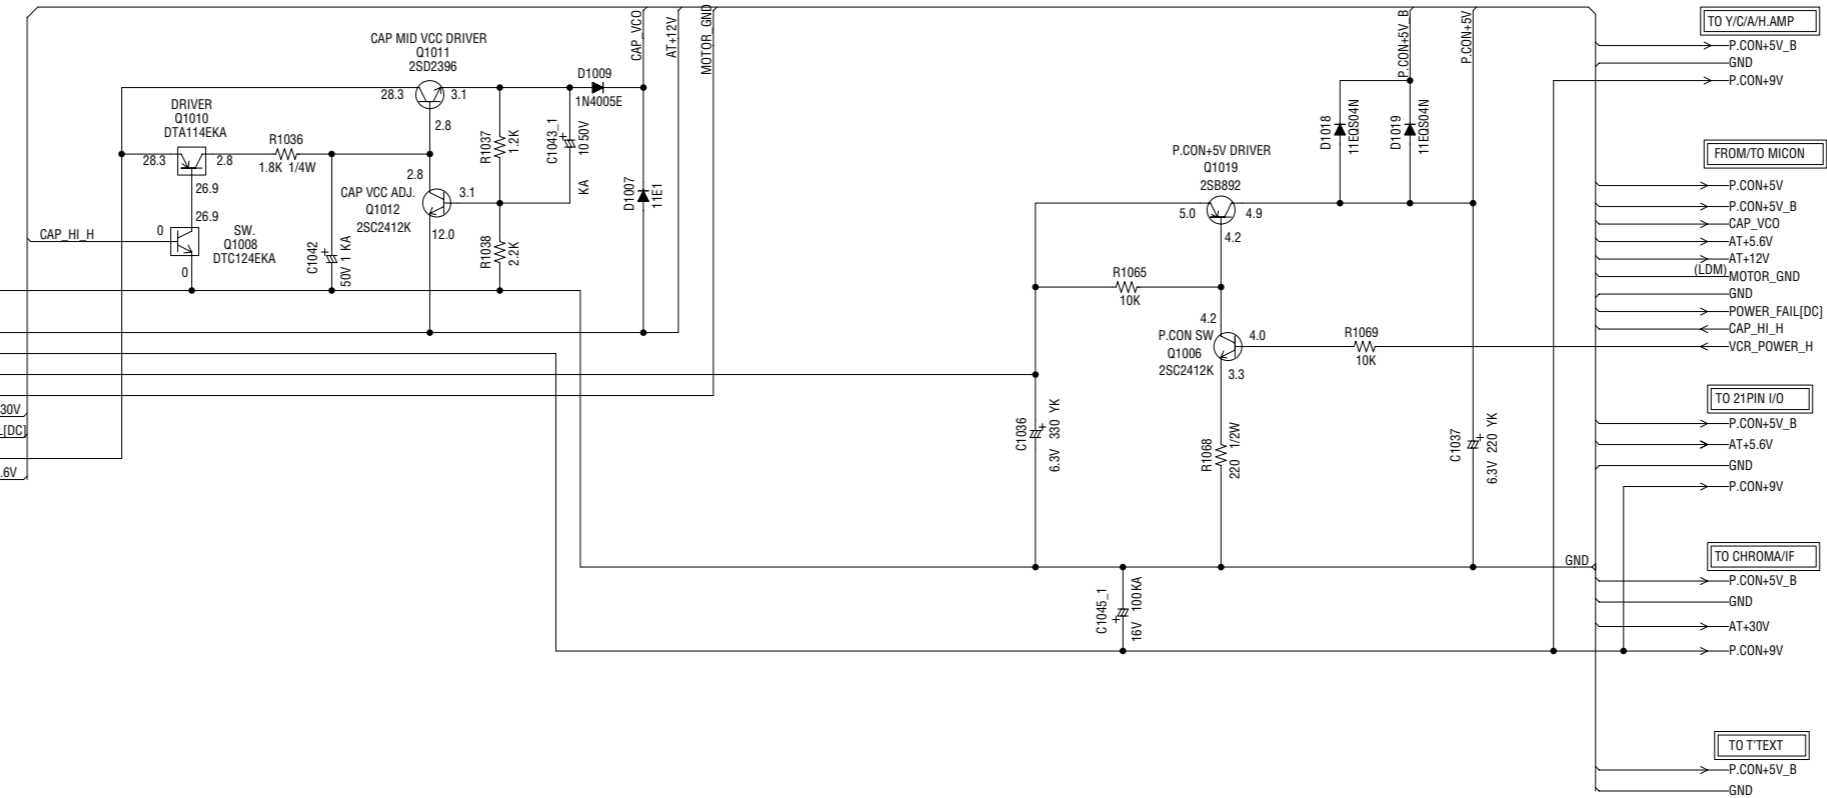 CAP_VCO
AT+12V
MOTOR_GND
P.CON+5V_B
P.CON+5V
CAP MID VCC DRIVER
Q1011
2SD2396
28.3
3.1
2.8
D1009
1N4005E
DRIVER
Q1010
DTA114EKA
28.3
2.8
26.9
R1036
1.8K 1/4W
R1037
1.2K
C1043_1
+
10 50V
KA
D1007
11E1
2.8
3.1
CAP VCC ADJ.
Q1012
2SC2412K
12.0
26.9
0
SW.
Q1008
DTC124EKA
0
CAP_HI_H
C1042
+
50V 1 KA
R1038
2.2K
30V
L[DC]
.6V
D1018
11EQS04N
D1019
11EQS04N
P.CON+5V DRIVER
Q1019
2SB892
5.0
4.9
4.2
R1065
10K
4.2
P.CON SW
Q1006
2SC2412K
4.0
3.3
R1069
10K
C1036
+
6.3V 330 YK
R1068
220 1/2W
C1037
+
6.3V 220 YK
C1045_1
+
16V 100KA
GND
TO Y/C/A/H.AMP
P.CON+5V_B
GND
P.CON+9V
FROM/TO MICON
P.CON+5V
P.CON+5V_B
CAP_VCO
AT+5.6V
AT+12V
(LDM)
MOTOR_GND
GND
POWER_FAIL[DC]
CAP_HI_H
VCR_POWER_H
TO 21PIN I/O
P.CON+5V_B
AT+5.6V
GND
P.CON+9V
TO CHROMA/IF
P.CON+5V_B
GND
AT+30V
P.CON+9V
TO T'TEXT
P.CON+5V_B
GND